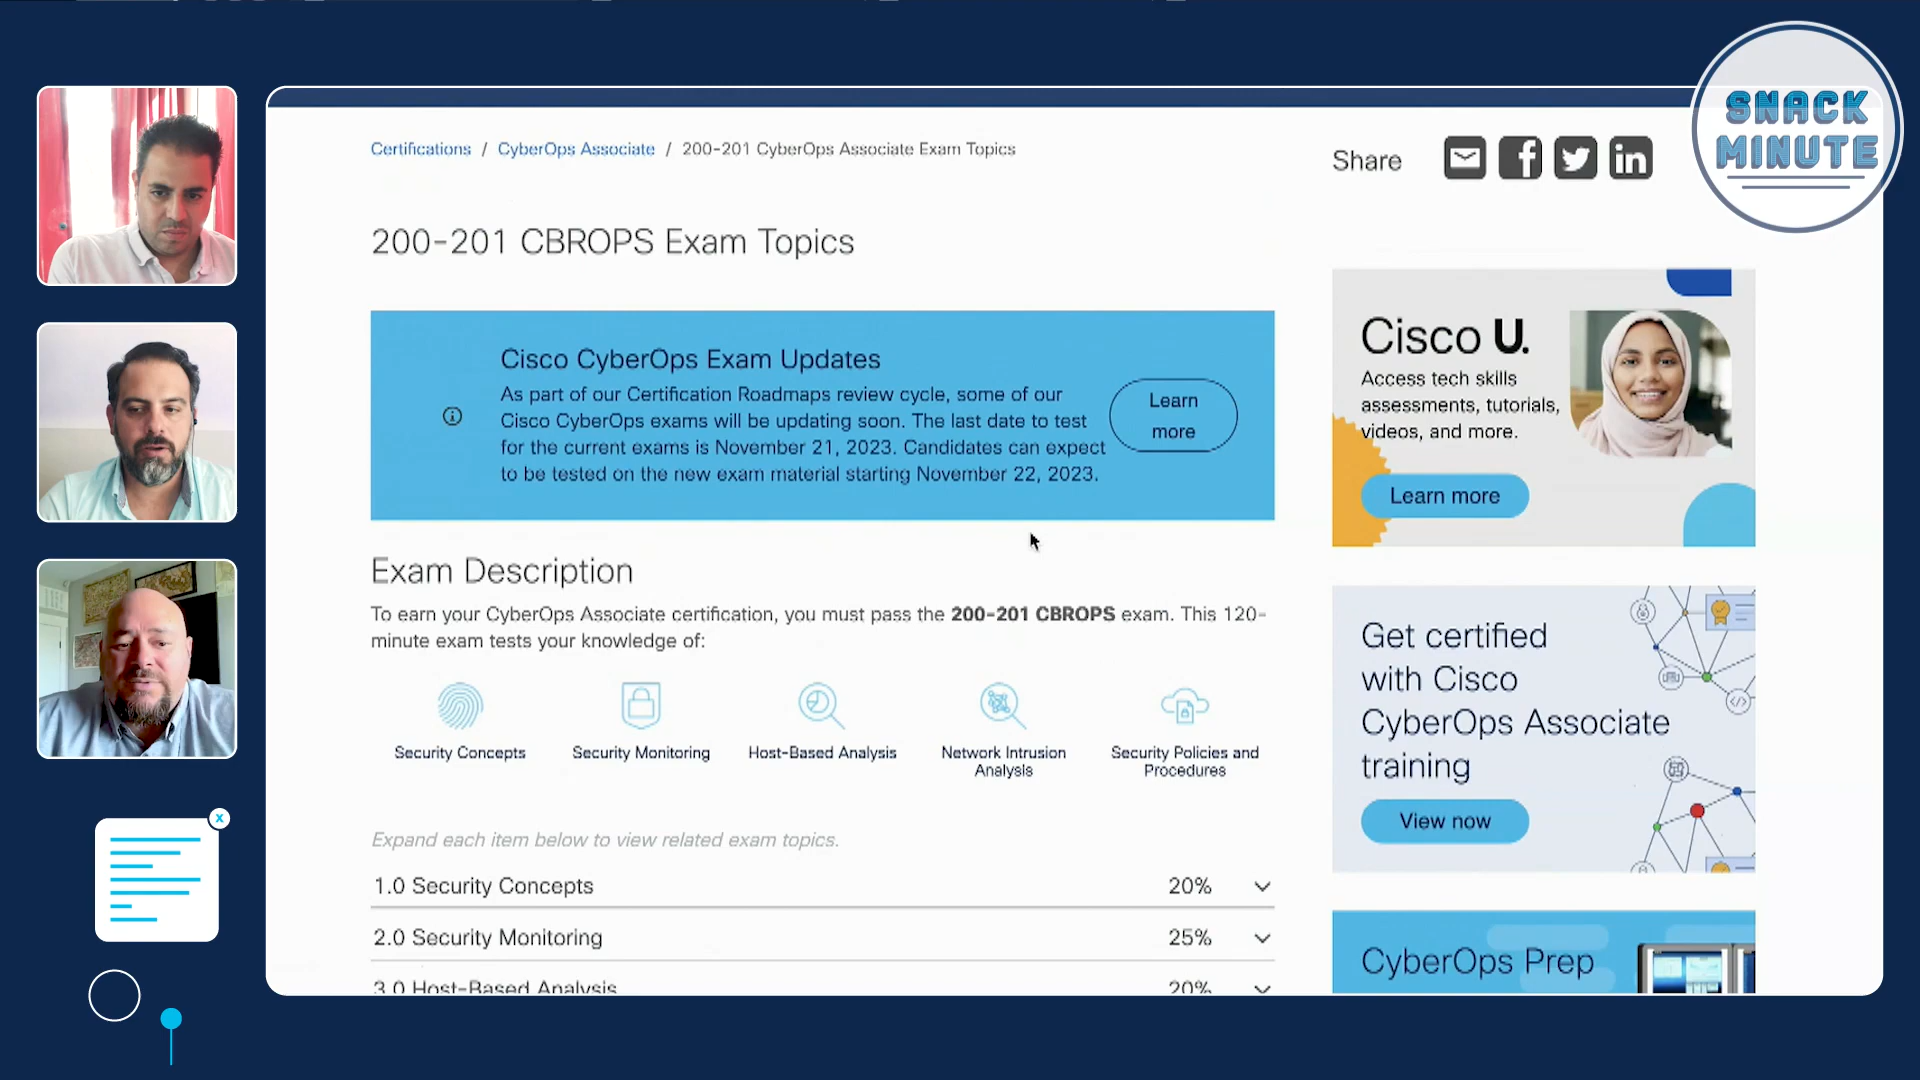 SNACK
MINUTE
Certifications / CyberOps Associate / 200-201 CyberOps Associate Exam Topics
Share
200-201 CBROPS Exam Topics
Cisco CyberOps Exam Updates
As part of our Certification Roadmaps review cycle, some of our
Cisco CyberOps exams will be updating soon. The last date to test
for the current exams is November 21, 2023. Candidates can expect
to be tested on the new exam material starting November 22, 2023.
Learn
more
Exam Description
To earn your CyberOps Associate certification, you must pass the 200-201 CBROPS exam. This 120-
minute exam tests your knowledge of:
Security Concepts
Security Monitoring
Host-Based Analysis
Network Intrusion
Analysis
Security Policies and
Procedures
Expand each item below to view related exam topics.
1.0 Security Concepts 20%
2.0 Security Monitoring 25%
3.0 Host-Based Analysis 20%
Cisco U.
Access tech skills
assessments, tutorials,
videos, and more.
Learn more
Get certified
with Cisco
CyberOps Associate
training
View now
CyberOps Prep
x